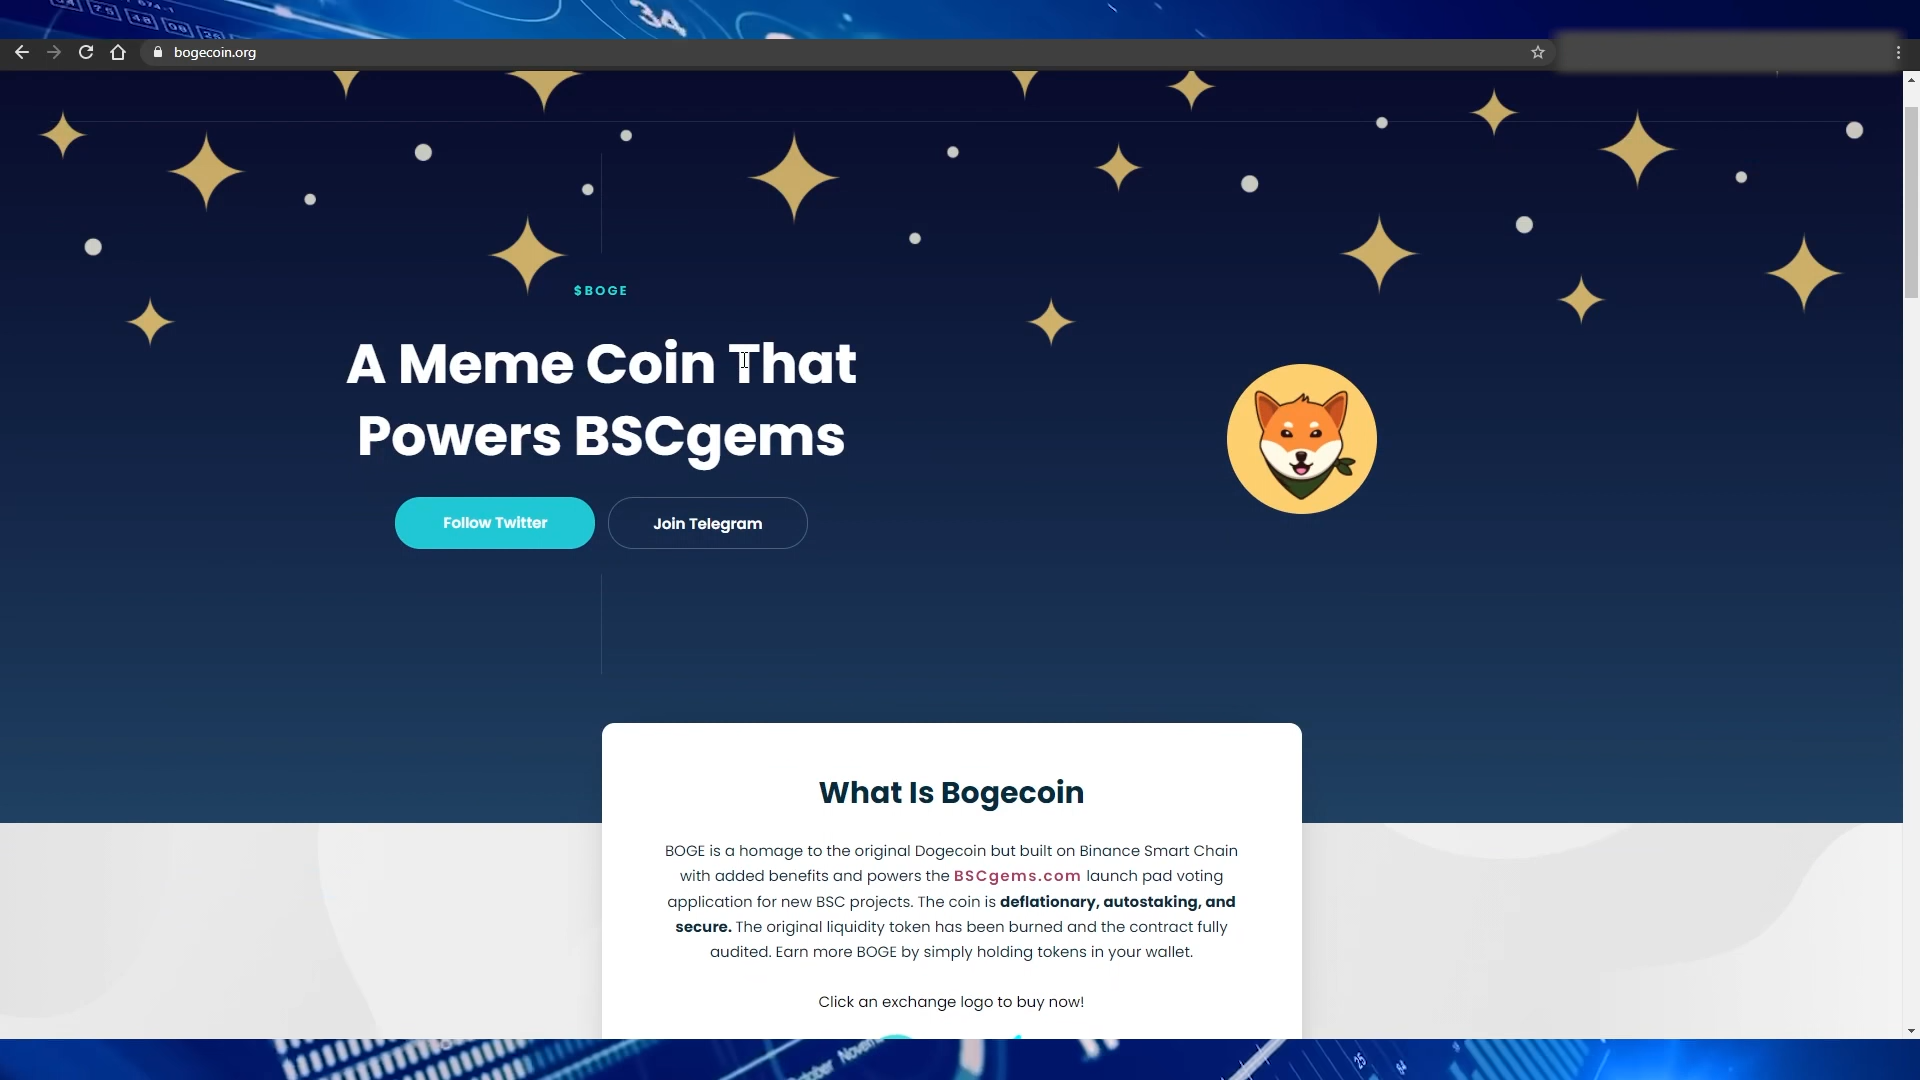 34
bogecoin.org
$BOGE
A Meme Coin That
Powers BSCgems
Follow Twitter
Join Telegram
What Is Bogecoin
BOGE is a homage to the original Dogecoin but built on Binance Smart Chain
with added benefits and powers the BSCgems.com launch pad voting
application for new BSC projects. The coin is deflationary, autostaking, and
secure. The original liquidity token has been burned and the contract fully
audited. Earn more BOGE by simply holding tokens in your wallet.
Click an exchange logo to buy now!